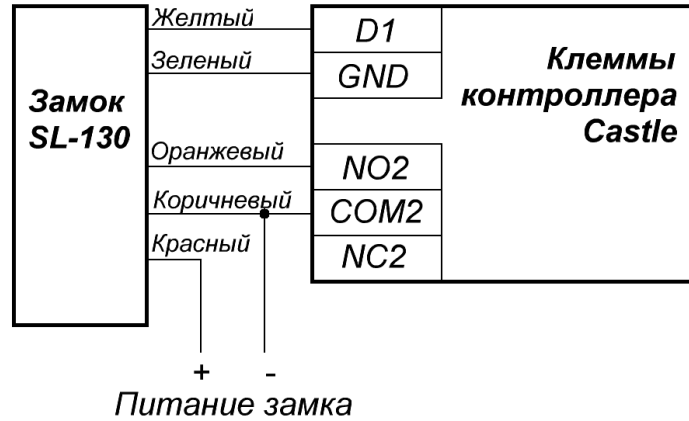 Желтый
Зеленый
Замок
SL-130
Оранжевый
Коричневый
Красный
D1
GND
NO2
COM2
NC2
Клеммы
контроллера
Castle
+ -
Питание замка